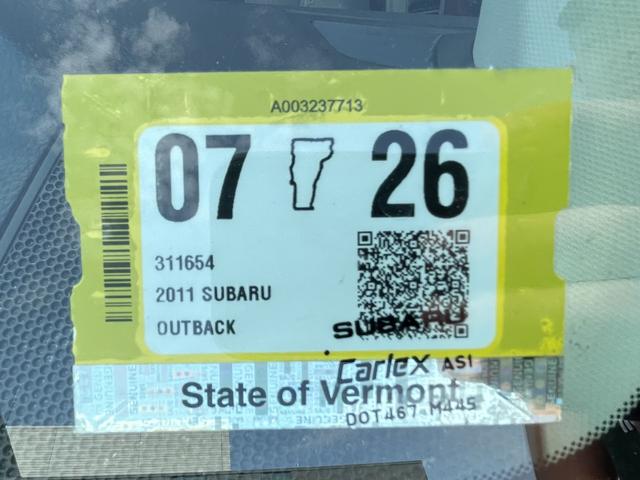 A003237713
07 26
311654
2011 SUBARU
OUTBACK
SUBARU
Carlex AS1
State of Vermont
DOT467 M445